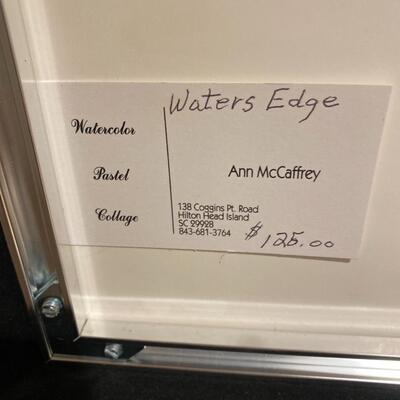 Waters Edge
Watercolor
Pastel
Collage
Ann McCaffrey
138 Coggins Pt. Road
Hilton Head Island
SC 29928
843-681-3764
$125.00